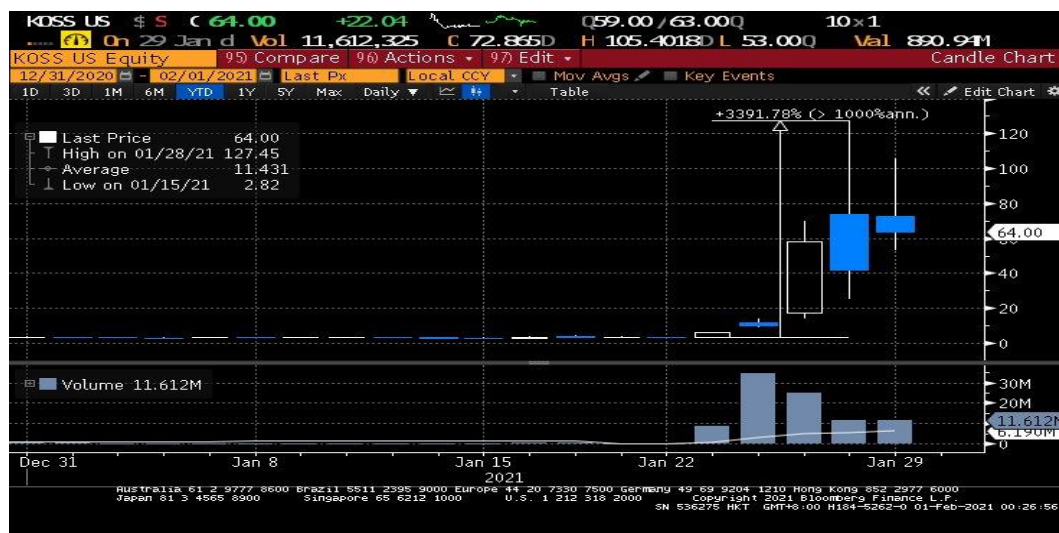 KOSS US $ S C 64.00 +22.04 Q59.00/63.00Q 10×1
On 29 Jan d Vol 11,612,325 C 72.865D H 105.4018D L 53.00Q Val 890.94M
KOSS US Equity 95) Compare 96) Actions 97) Edit Candle Chart
12/31/2020 - 02/01/2021 Last Px Local CCY Mov Avgs Key Events
1D 3D 1M 6M YTD 1Y 5Y Max Daily Table « Edit Chart
+3391.78% (> 1000%ann.)
Last Price 64.00
High on 01/28/21 127.45
Average 11.431
Low on 01/15/21 2.82
120
100
80
64.00
60
40
20
0
Volume 11.612M
30M
20M
11.612M
6.190M
0
Dec 31 Jan 8 Jan 15 Jan 22 Jan 29
2021
Australia 61 2 9777 8600 Brazil 5511 2395 9000 Europe 44 20 7330 7500 Germany 49 69 9204 1210 Hong Kong 852 2977 6000
Japan 81 3 4565 8900 Singapore 65 6212 1000 U.S. 1 212 318 2000 Copyright 2021 Bloomberg Finance L.P.
SN 536275 HKT GMT+8:00 H184-5262-0 01-Feb-2021 00:26:56